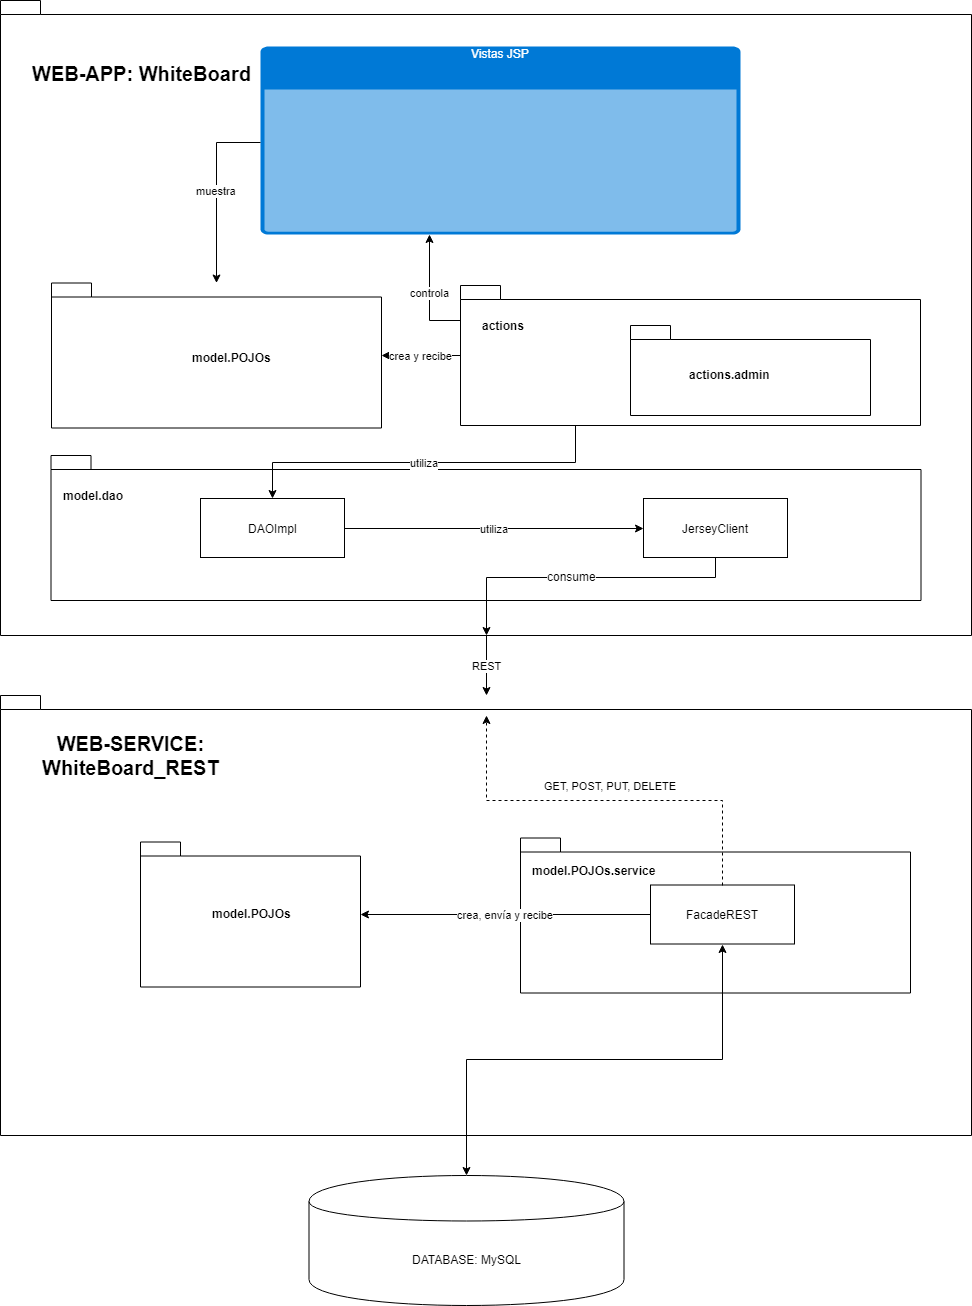 Vistas JSP
WEB-APP: WhiteBoard
muestra
controla
actions
model.POJOs
crea y recibe
actions.admin
utiliza
model.dao
DAOImpl
utiliza
JerseyClient
consume
REST
WEB-SERVICE:
WhiteBoard_REST
GET, POST, PUT, DELETE
model.POJOs.service
model.POJOs
crea, envía y recibe
FacadeREST
DATABASE: MySQL